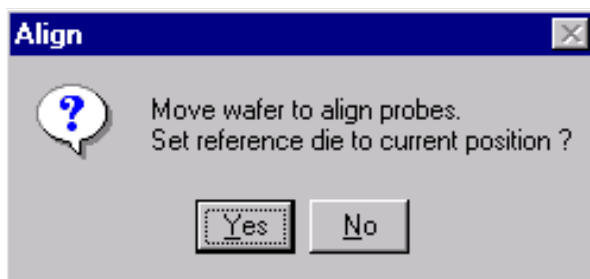 Align
Move wafer to align probes.
Set reference die to current position ?
Yes
No